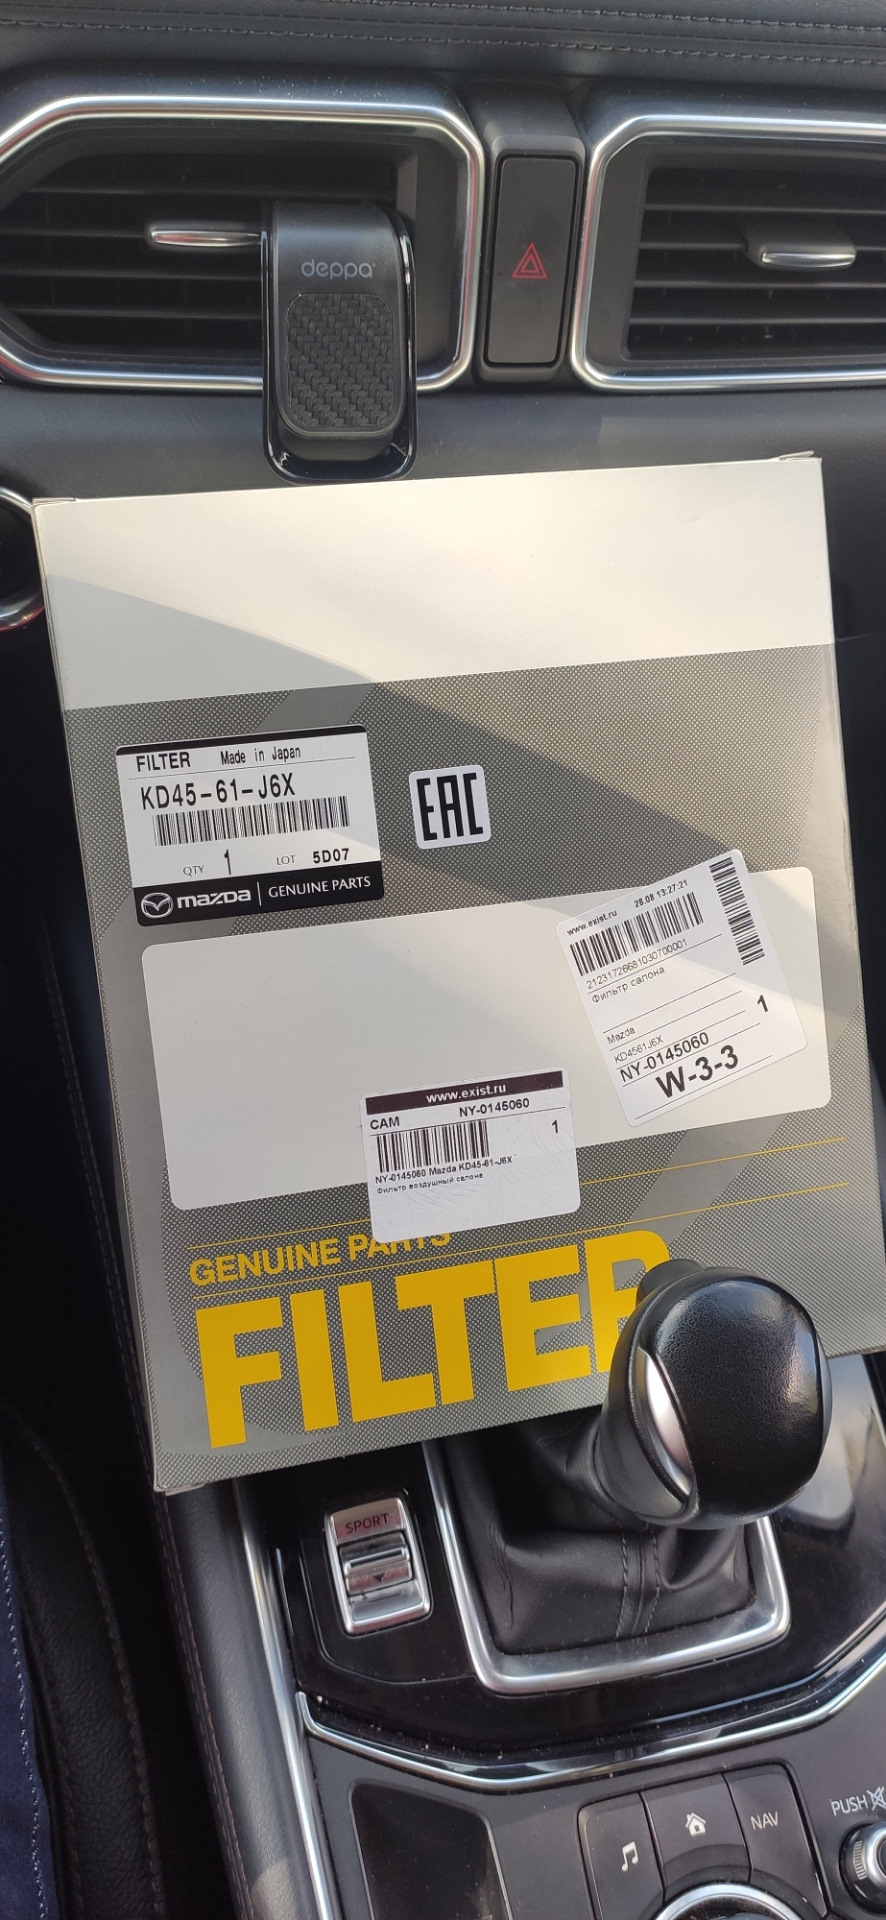 deppa
FILTER Made in Japan
KD45-61-J6X
QTY 1 LOT 5D07
mazda GENUINE PARTS
EAC
www.exist.ru 28.08 13:27:21
21231726681030700001
Фильтр салона
Mazda
KD4561J6X
NY-0145060 1
W-3-3
www.exist.ru
САМ NY-0145060
1
NY-0145060 Mazda KD45-61-J6X
Фильтр воздушный салона
GENUINE PARTS
FILTER
SPORT
NAV
PUSH